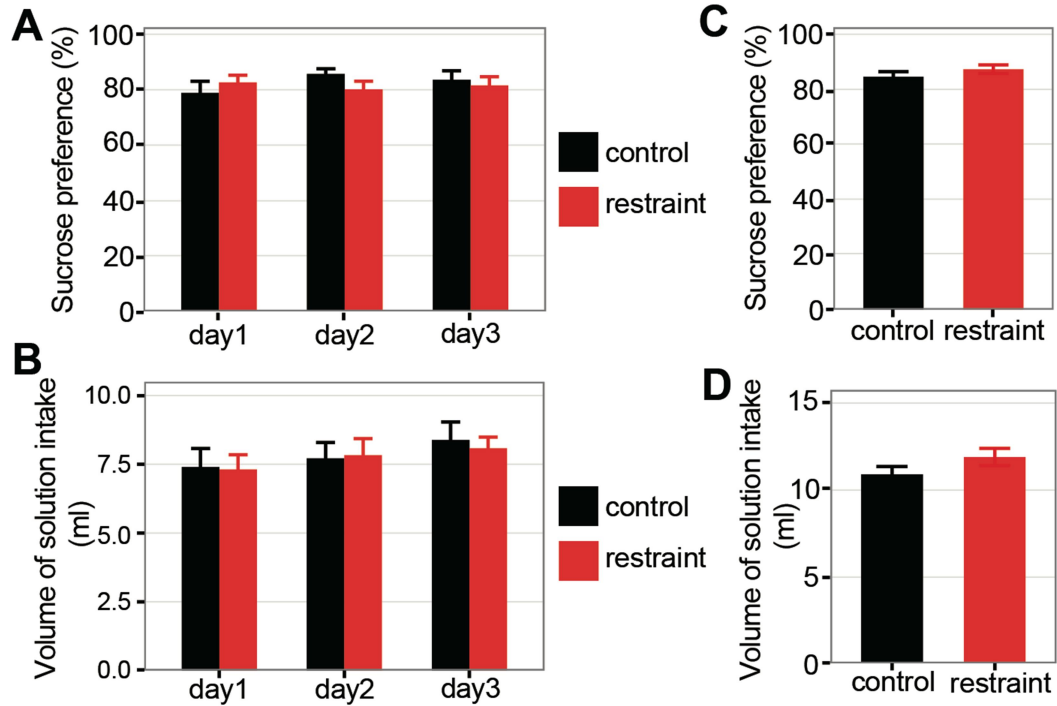 A
Sucrose preference (%)
100
80
60
40
20
0
day1
day2
day3
control
restraint
B
Volume of solution intake
(ml)
10.0
7.5
5.0
2.5
0.0
day1
day2
day3
control
restraint
C
Sucrose preference (%)
100
80
60
40
20
0
control
restraint
D
Volume of solution intake
(ml)
15
10
5
0
control
restraint